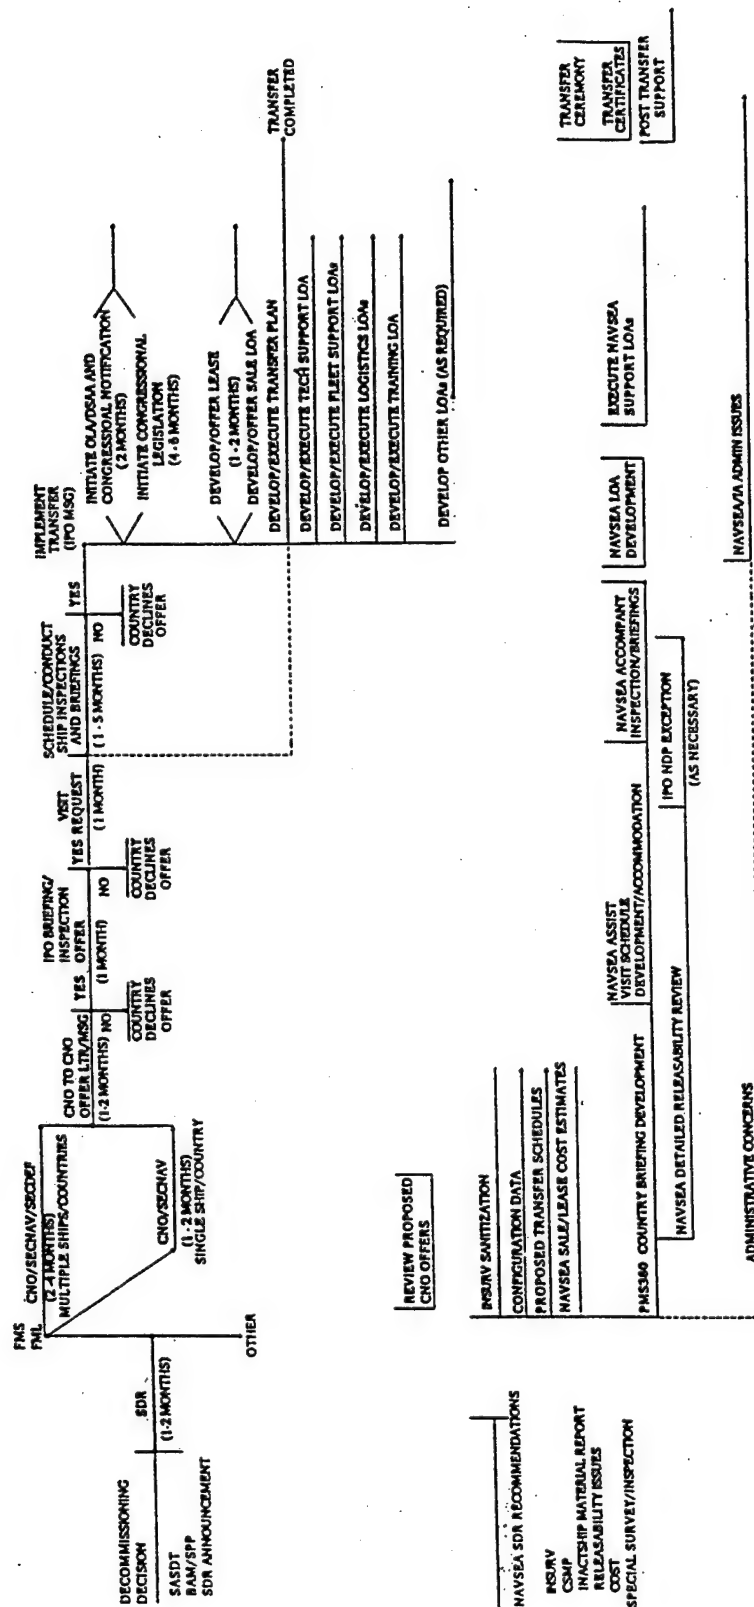 DECOMMISSIONING
DECISION
SASDT
BAM/SPP
SDR ANNOUNCEMENT
SDR
(1-2 MONTHS)
FMS
FML
OTHER
CNO/SECNAV/SECDEF
(2-4 MONTHS)
MULTIPLE SHIPS/COUNTRIES
CNO/SECNAV
(1 - 2 MONTHS)
SINGLE SHIP/COUNTRY
CNO TO CNO
OFFER LTR/MSG
(1-2 MONTHS)
YES
NO
COUNTRY
DECLINES
OFFER
IPO BRIEFING/
INSPECTION
OFFER
(1 MONTH)
YES
NO
COUNTRY
DECLINES
OFFER
VISIT
REQUEST
(1 MONTH)
SCHEDULE/CONDUCT
SHIP INSPECTIONS
AND BRIEFINGS
(1 - 5 MONTHS)
YES
NO
COUNTRY
DECLINES
OFFER
IMPLEMENT
TRANSFER
(IPO MSG)
INITIATE OLA/DSAA AND
CONGRESSIONAL NOTIFICATION
(2 MONTHS)
INITIATE CONGRESSIONAL
LEGISLATION
(4 - 8 MONTHS)
DEVELOP/OFFER LEASE
(1 - 2 MONTHS)
DEVELOP/OFFER SALE LOA
DEVELOP/EXECUTE TRANSFER PLAN
TRANSFER
COMPLETED
DEVELOP/EXECUTE TECH SUPPORT LOA
DEVELOP/EXECUTE FLEET SUPPORT LOAs
DEVELOP/EXECUTE LOGISTICS LOAs
DEVELOP/EXECUTE TRAINING LOA
DEVELOP OTHER LOAs (AS REQUIRED)
REVIEW PROPOSED
CNO OFFERS
NAVSEA SDR RECOMMENDATIONS
INSURV
CSMP
INACTSHIP MATERIAL REPORT
RELEASABILITY ISSUES
COST
SPECIAL SURVEY/INSPECTION
INSURV SANITIZATION
CONFIGURATION DATA
PROPOSED TRANSFER SCHEDULES
NAVSEA SALE/LEASE COST ESTIMATES
PMS380 COUNTRY BRIEFING DEVELOPMENT
NAVSEA ASSIST
VISIT SCHEDULE
DEVELOPMENT/ACCOMMODATION
NAVSEA ACCOMPANT
INSPECTION/BRIEFINGS
NAVSEA LOA
DEVELOPMENT
EXECUTE NAVSEA
SUPPORT LOAs
TRANSFER
CEREMONY
TRANSFER
CERTIFICATES
POST TRANSFER
SUPPORT
NAVSEA DETAILED RELEASABILITY REVIEW
IPO NDP EXCEPTION
(AS NECESSARY)
ADMINISTRATIVE CONCERNS
NAVSEA/IA ADMIN ISSUES